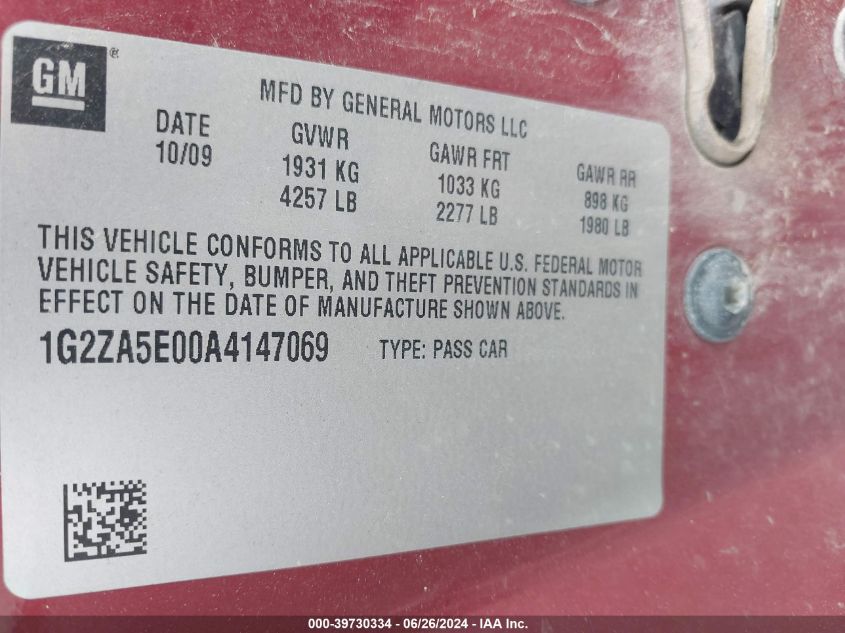 GM®
MFD BY GENERAL MOTORS LLC
DATE GVWR GAWR FRT GAWR RR
10/09 1931 KG 1033 KG 898 KG
4257 LB 2277 LB 1980 LB
THIS VEHICLE CONFORMS TO ALL APPLICABLE U.S. FEDERAL MOTOR
VEHICLE SAFETY, BUMPER, AND THEFT PREVENTION STANDARDS IN
EFFECT ON THE DATE OF MANUFACTURE SHOWN ABOVE.
1G2ZA5E00A4147069 TYPE: PASS CAR
000-39730334 / 06/26/2024 - IAA Inc.